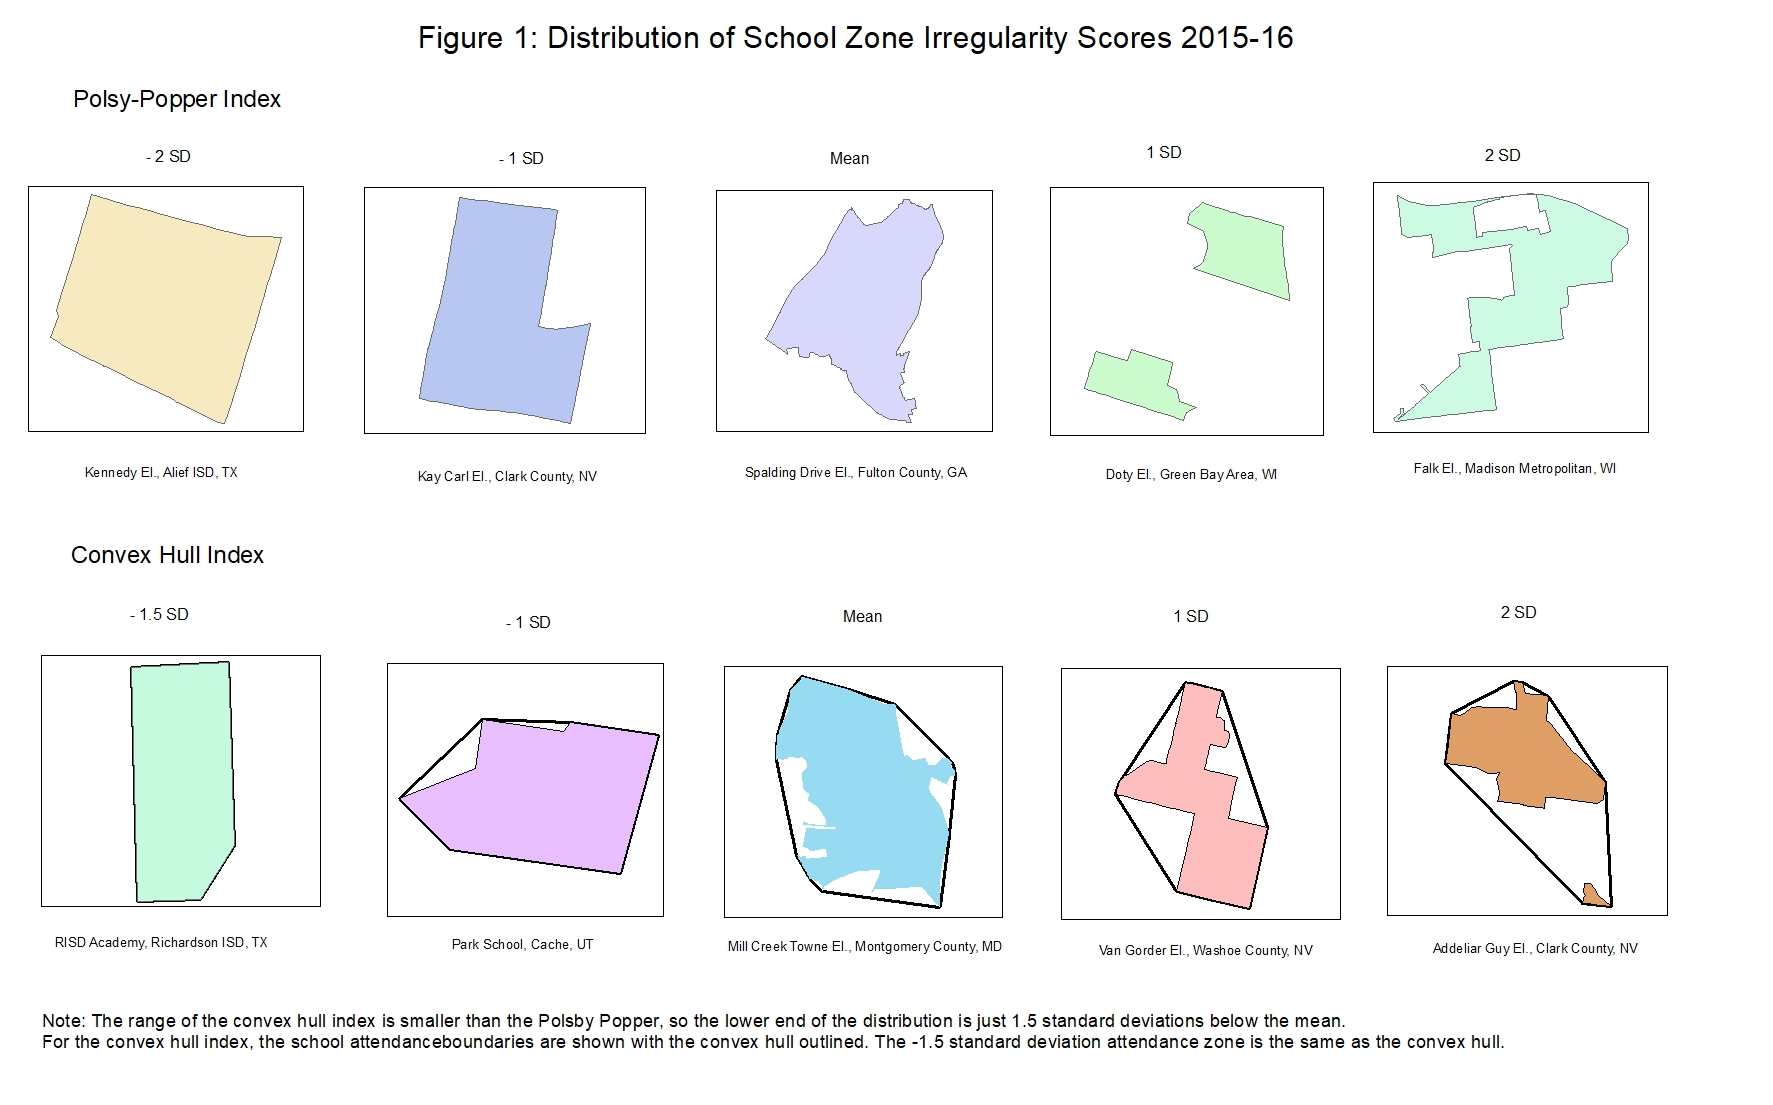 Figure 1: Distribution of School Zone Irregularity Scores 2015-16
Polsy-Popper Index
- 2 SD
- 1 SD
Mean
1 SD
2 SD
Kennedy El., Alief ISD, TX
Kay Carl El., Clark County, NV
Spalding Drive El., Fulton County, GA
Doty El., Green Bay Area, WI
Falk El., Madison Metropolitan, WI
Convex Hull Index
- 1.5 SD
- 1 SD
Mean
1 SD
2 SD
RISD Academy, Richardson ISD, TX
Park School, Cache, UT
Mill Creek Towne El., Montgomery County, MD
Van Gorder El., Washoe County, NV
Addeliar Guy El., Clark County, NV
Note: The range of the convex hull index is smaller than the Polsby Popper, so the lower end of the distribution is just 1.5 standard deviations below the mean.
For the convex hull index, the school attendanceboundaries are shown with the convex hull outlined. The -1.5 standard deviation attendance zone is the same as the convex hull.